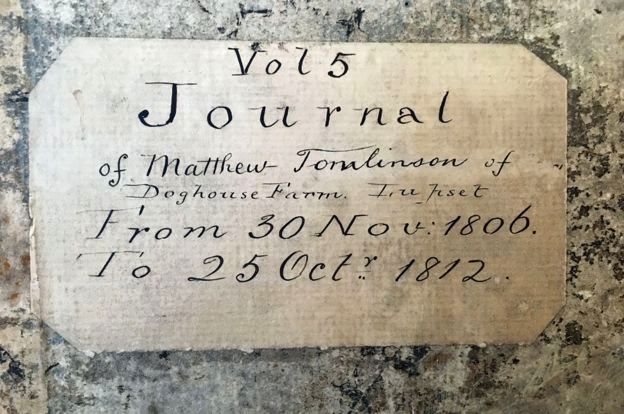 Vol 5
Journal
of Matthew Tomlinson of
Doghouse Farm. Lupset
From 30 Nov: 1806.
To 25 Octr 1812.